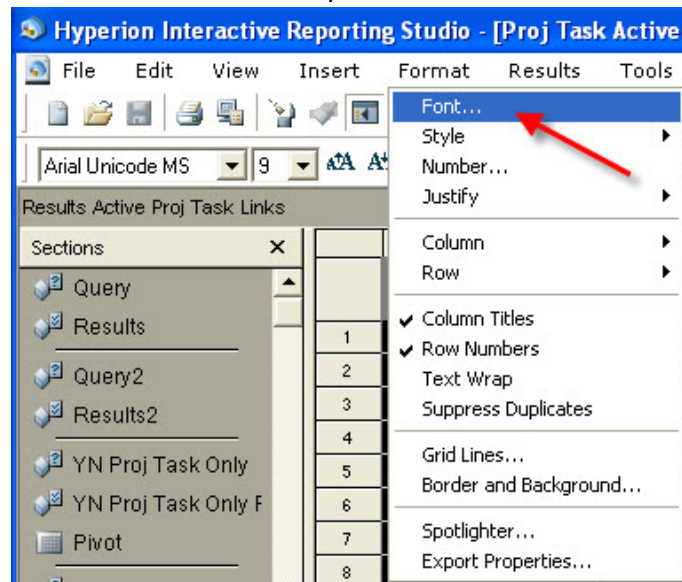 Hyperion Interactive Reporting Studio - [Proj Task Active
File Edit View Insert Format Results Tools
Arial Unicode MS 9
Results Active Proj Task Links
Sections
Query
Results
Query2
Results2
YN Proj Task Only
YN Proj Task Only F
Pivot
1
2
3
4
5
6
7
8
Font...
Style
Number...
Justify
Column
Row
Column Titles
Row Numbers
Text Wrap
Suppress Duplicates
Grid Lines...
Border and Background...
Spotlighter...
Export Properties...